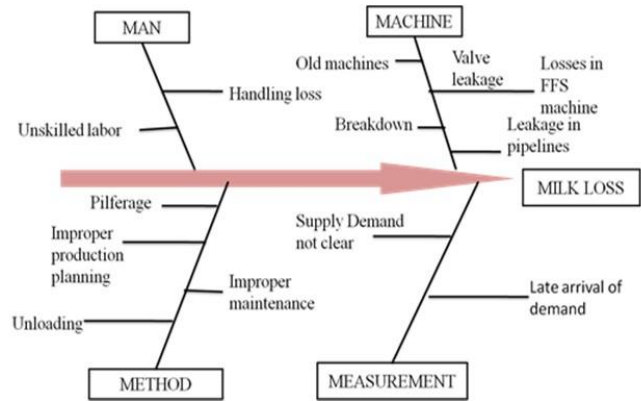 MAN
MACHINE
Old machines
Valve
leakage
Losses in
FFS
machine
Handling loss
Unskilled labor
Breakdown
Leakage in
pipelines
MILK LOSS
Pilferage
Supply Demand
not clear
Improper
production
planning
Improper
maintenance
Late arrival of
demand
Unloading
METHOD
MEASUREMENT